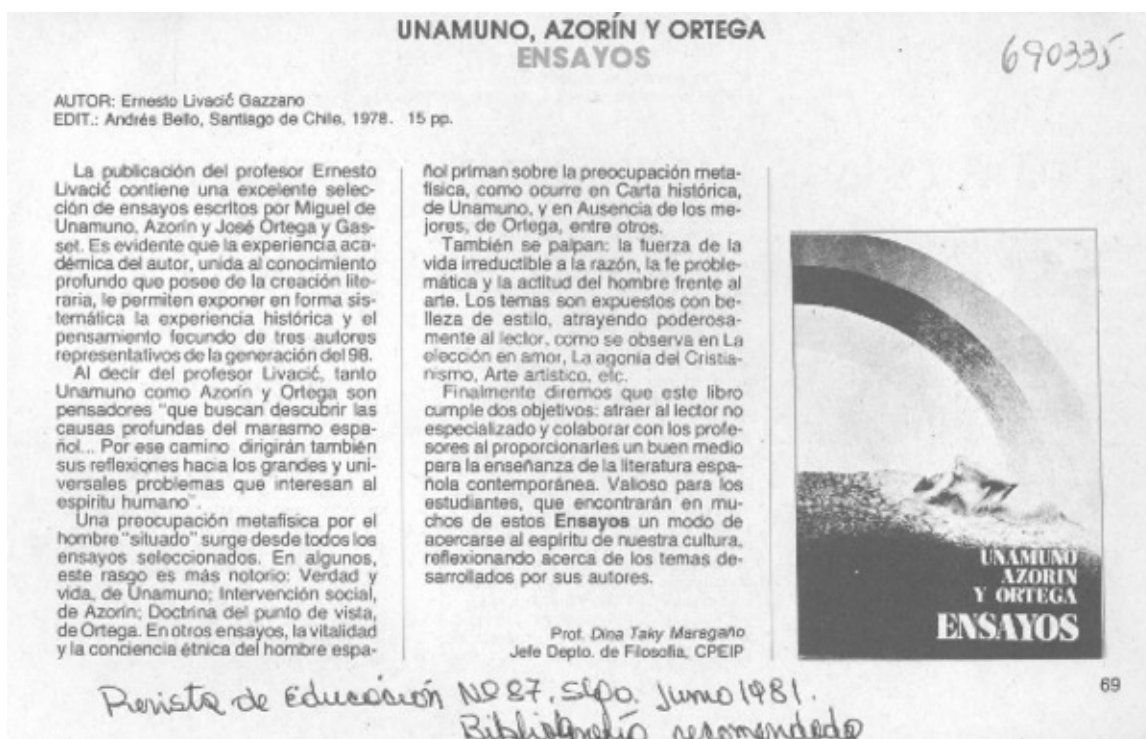 UNAMUNO, AZORÍN Y ORTEGA
ENSAYOS
690335
AUTOR: Ernesto Livacić Gazzano
EDIT.: Andrés Bello, Santiago de Chile, 1978. 15 pp.
La publicación del profesor Ernesto
Livacić contiene una excelente selec-
ción de ensayos escritos por Miguel de
Unamuno, Azorín y José Ortega y Gas-
set. Es evidente que la experiencia aca-
démica del autor, unida al conocimiento
profundo que posee de la creación lite-
raria, le permiten exponer en forma sis-
temática la experiencia histórica y el
pensamiento fecundo de tres autores
representativos de la generación del 98.
Al decir del profesor Livacić, tanto
Unamuno como Azorín y Ortega son
pensadores "que buscan descubrir las
causas profundas del marasmo espa-
ñol... Por ese camino dirigirán también
sus reflexiones hacia los grandes y uni-
versales problemas que interesan al
espíritu humano".
Una preocupación metafísica por el
hombre "situado" surge desde todos los
ensayos seleccionados. En algunos,
este rasgo es más notorio: Verdad y
vida, de Unamuno; Intervención social,
de Azorín; Doctrina del punto de vista,
de Ortega. En otros ensayos, la vitalidad
y la conciencia étnica del hombre espa-
ñol priman sobre la preocupación meta-
física, como ocurre en Carta histórica,
de Unamuno, y en Ausencia de los me-
jores, de Ortega, entre otros.
También se palpan: la fuerza de la
vida irreductible a la razón, la fe proble-
mática y la actitud del hombre frente al
arte. Los temas son expuestos con be-
lleza de estilo, atrayendo poderosa-
mente al lector, como se observa en La
elección en amor, La agonía del Cristia-
nismo, Arte artístico, etc.
Finalmente diremos que este libro
cumple dos objetivos: atraer al lector no
especializado y colaborar con los profe-
sores al proporcionarles un buen medio
para la enseñanza de la literatura espa-
ñola contemporánea. Valioso para los
estudiantes, que encontrarán en mu-
chos de estos Ensayos un modo de
acercarse al espíritu de nuestra cultura,
reflexionando acerca de los temas de-
sarrollados por sus autores.
Prof. Dina Taky Maragaño
Jefe Depto. de Filosofía, CPEIP
UNAMUNO
AZORIN
Y ORTEGA
ENSAYOS
69
Revista de Educación Nº 87. Stgo. Junio 1981.
Bibliografía recomendada